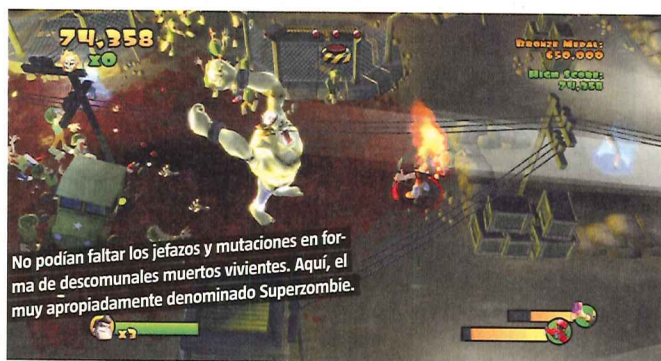 74,358
x0
BRONZE MEDAL:
650,000
HIGH SCORE:
74,358
No podían faltar los jefazos y mutaciones en for-
ma de descomunales muertos vivientes. Aquí, el
muy apropiadamente denominado Superzombie.
x3